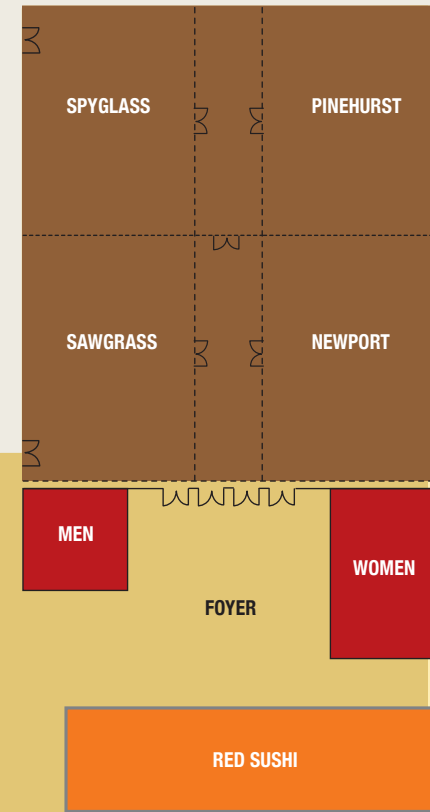 SPYGLASS
PINEHURST
SAWGRASS
NEWPORT
MEN
WOMEN
FOYER
RED SUSHI